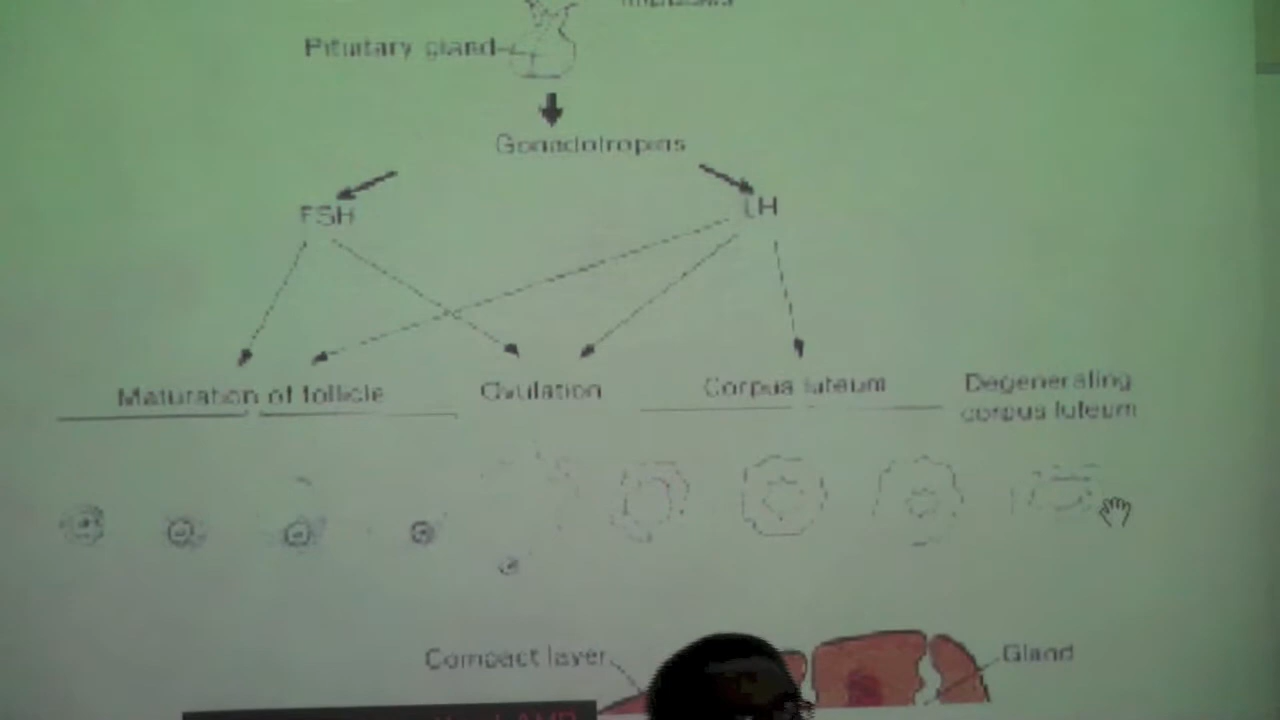 Pituitary gland
Gonadotropins
FSH
LH
Maturation of follicle
Ovulation
Corpus luteum
Degenerating
corpus luteum
Compact layer
Gland